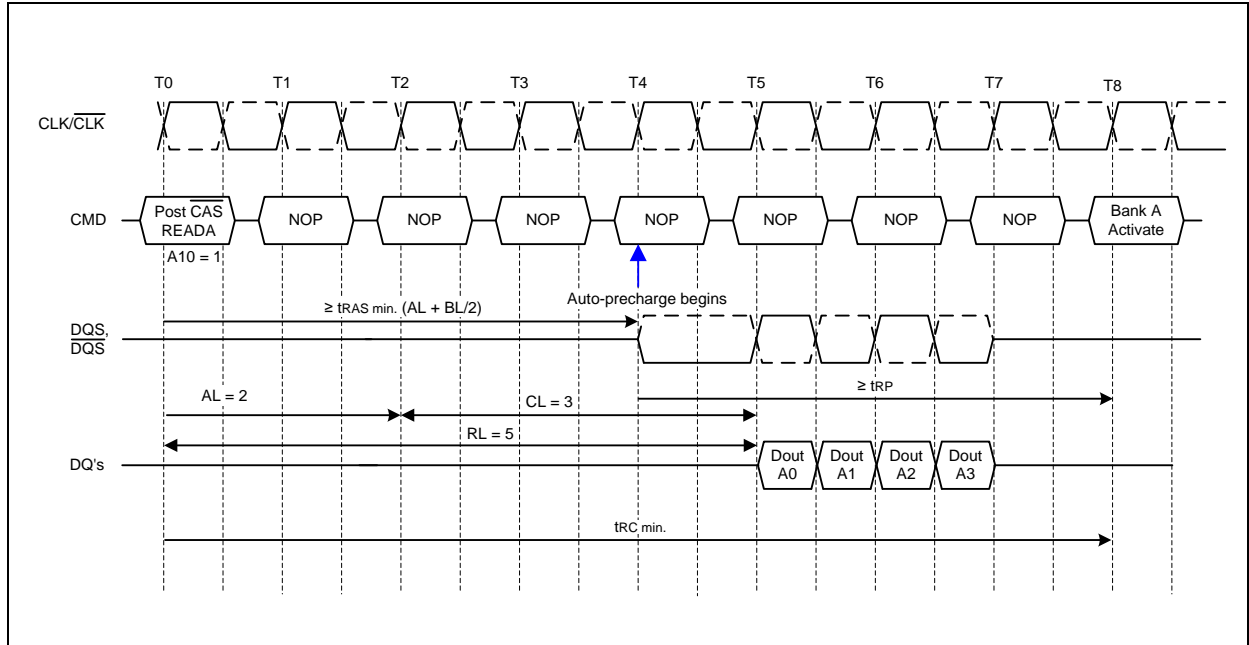 T0 T1 T2 T3 T4 T5 T6 T7 T8
CLK/CLK
CMD
Post CAS
READA
NOP NOP NOP NOP NOP NOP NOP
Bank A
Activate
A10 = 1
Auto-precharge begins
≥ tRAS min. (AL + BL/2)
DQS,
DQS
≥ tRP
AL = 2
CL = 3
RL = 5
DQ's
Dout
A0
Dout
A1
Dout
A2
Dout
A3
tRC min.